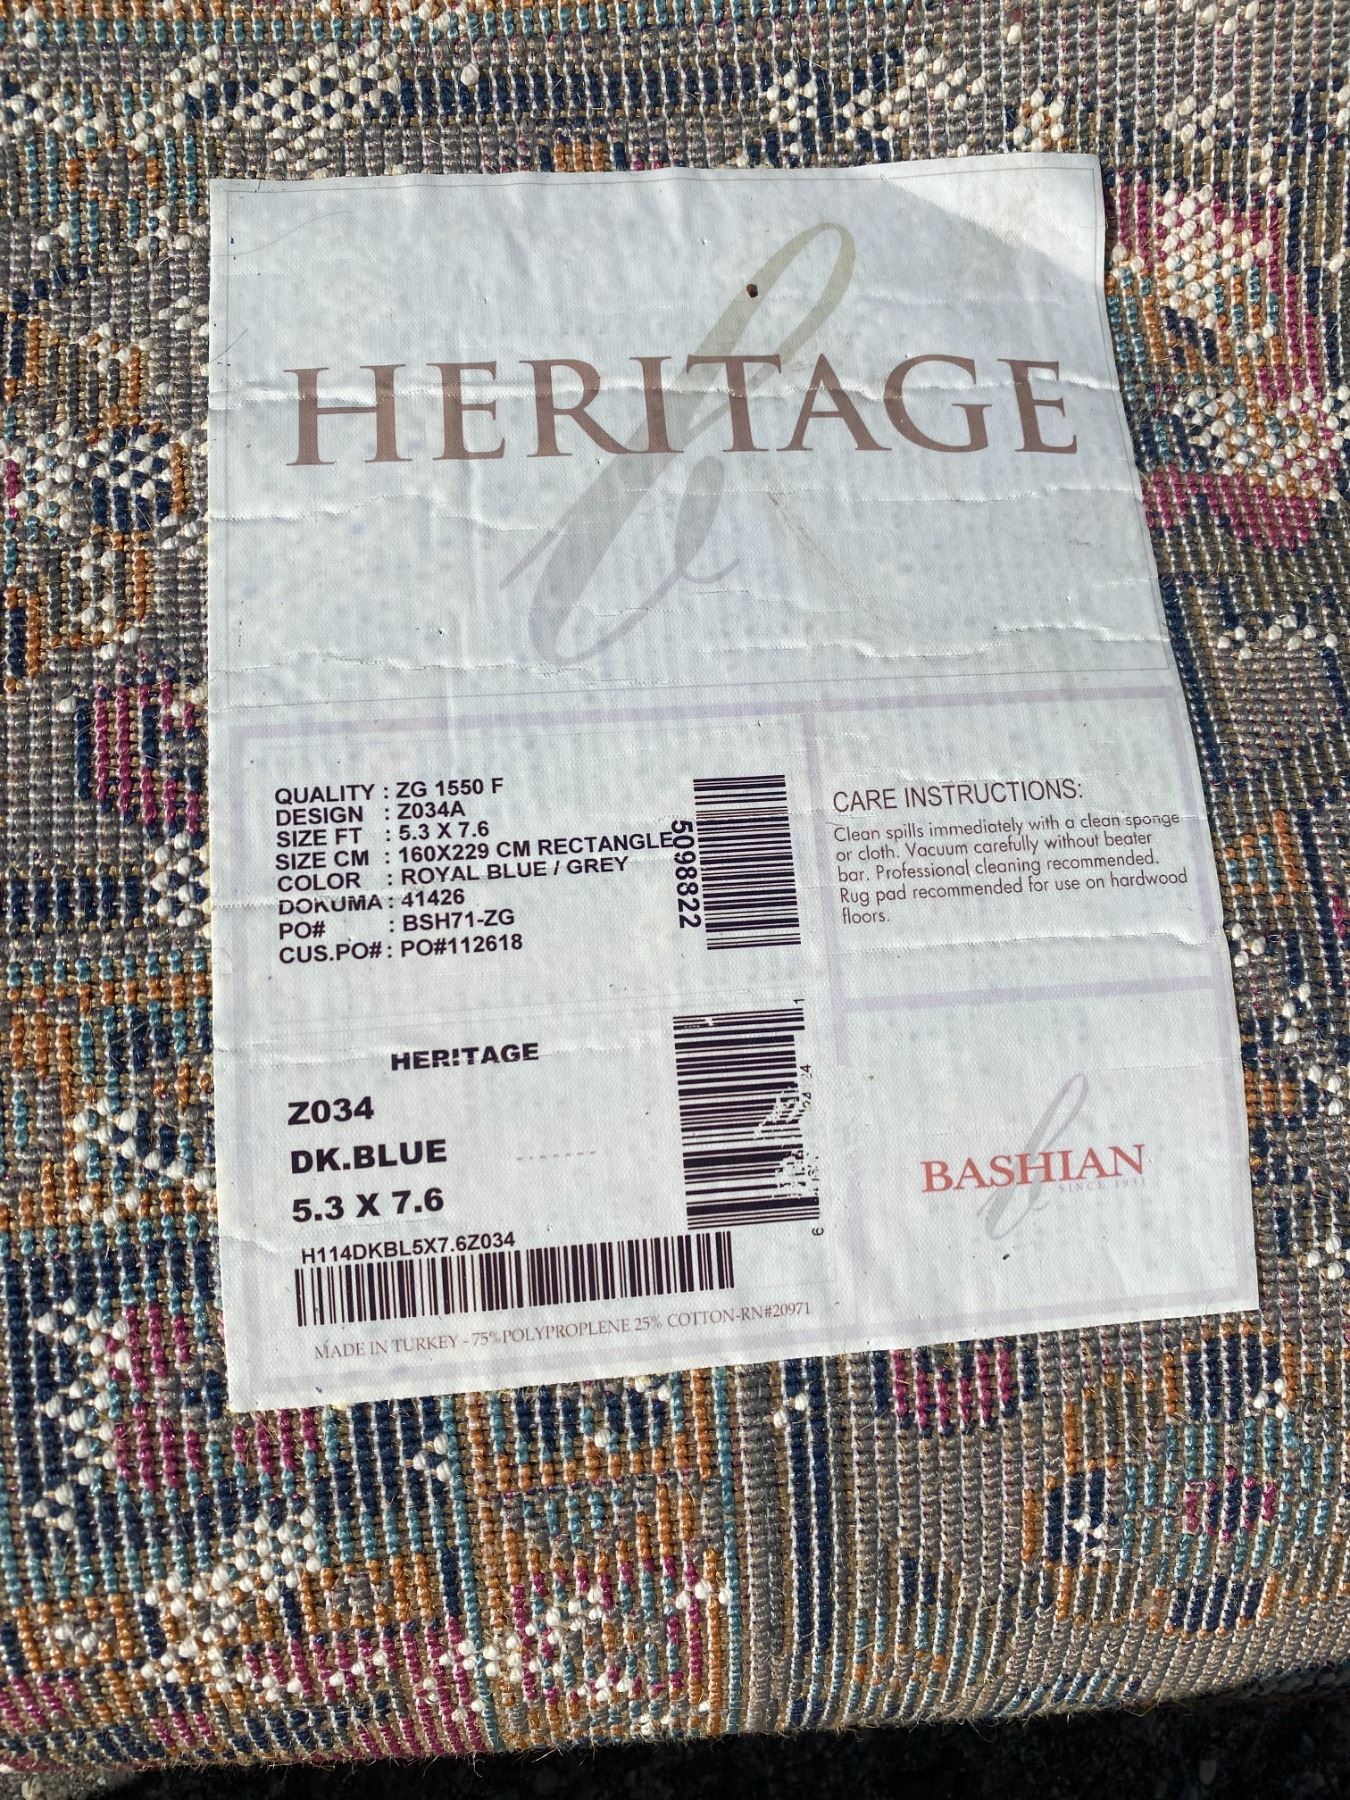 HERITAGE
QUALITY : ZG 1550 F
DESIGN : Z034A
SIZE FT : 5.3 X 7.6
SIZE CM : 160X229 CM RECTANGLE
COLOR : ROYAL BLUE / GREY
DOKUMA : 41426
PO# : BSH71-ZG
CUS.PO# : PO#112618
5098822
CARE INSTRUCTIONS:
Clean spills immediately with a clean sponge
or cloth. Vacuum carefully without beater
bar. Professional cleaning recommended.
Rug pad recommended for use on hardwood
floors.
HERITAGE
Z034
DK.BLUE
5.3 X 7.6
H114DKBL5X7.6Z034
MADE IN TURKEY - 75%POLYPROPLENE 25% COTTON-RN#20971
b
BASHIAN
SINCE 1931